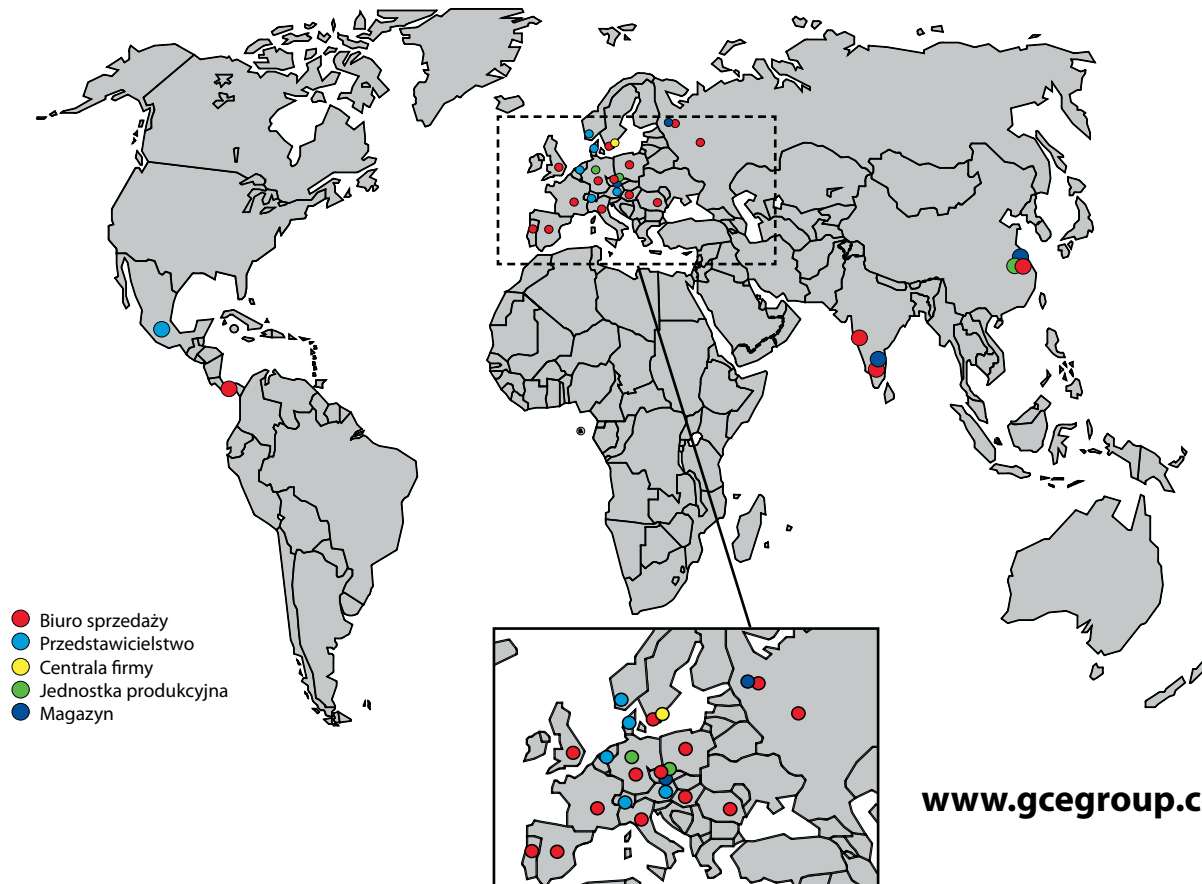 Biuro sprzedaży
Przedstawicielstwo
Centrala firmy
Jednostka produkcyjna
Magazyn
www.gcegroup.c